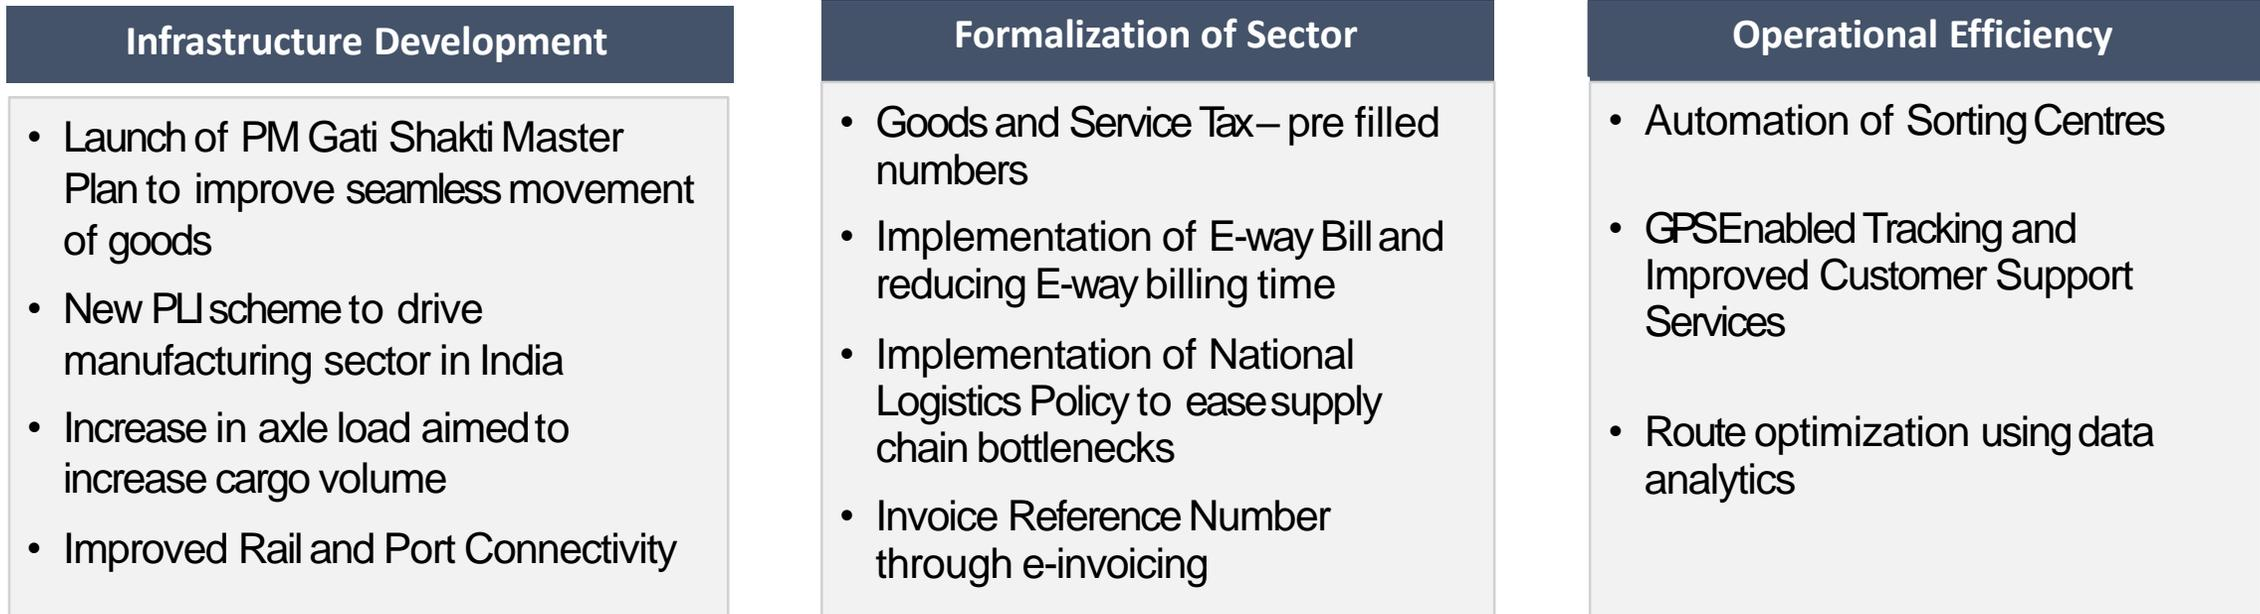 Infrastructure Development
• Launch of PM Gati Shakti Master
Plan to improve seamless movement
of goods
• New PLI scheme to drive
manufacturing sector in India
• Increase in axle load aimed to
increase cargo volume
• Improved Rail and Port Connectivity
Formalization of Sector
• Goods and Service Tax – pre filled
numbers
• Implementation of E-way Bill and
reducing E-way billing time
• Implementation of National
Logistics Policy to ease supply
chain bottlenecks
• Invoice Reference Number
through e-invoicing
Operational Efficiency
• Automation of Sorting Centres
• GPS Enabled Tracking and
Improved Customer Support
Services
• Route optimization using data
analytics